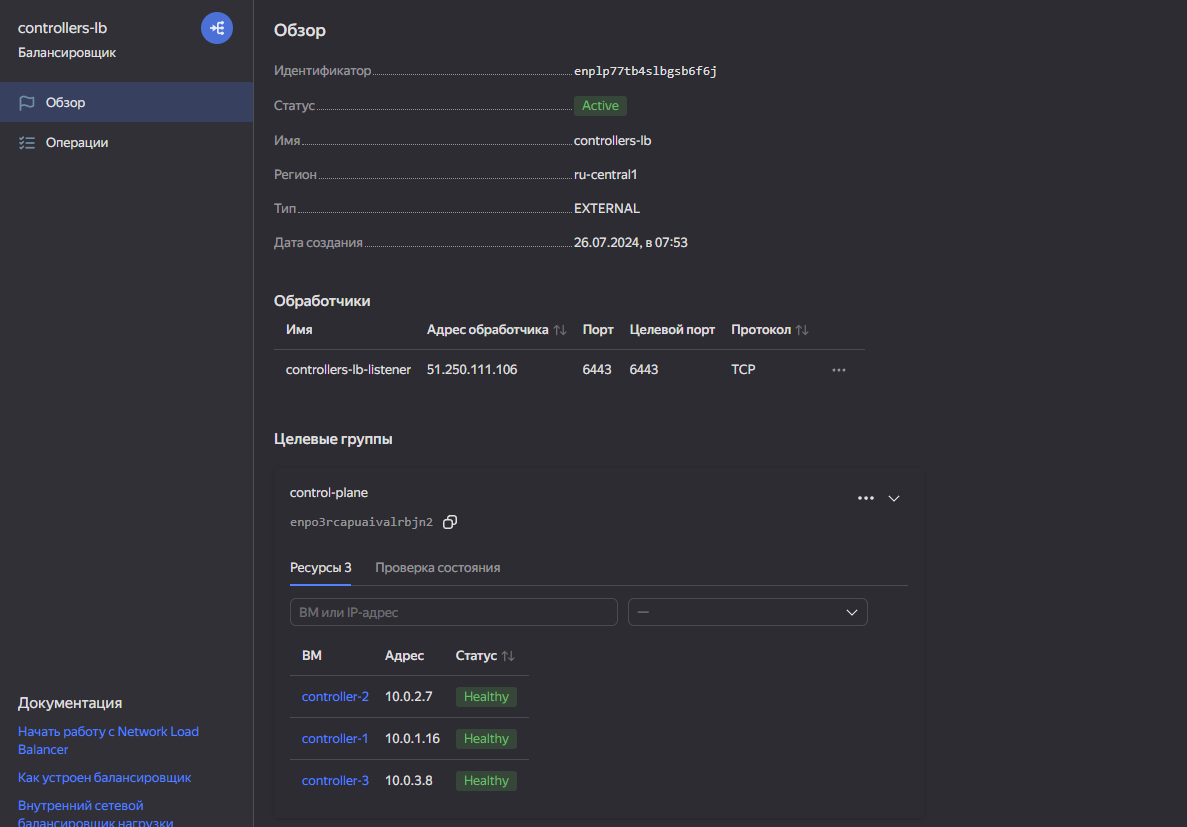 controllers-lb
Балансировщик
Обзор
Операции
Документация
Начать работу с Network Load
Balancer
Как устроен балансировщик
Внутренний сетевой
балансировщик нагрузки
Обзор
Идентификатор enplp77tb4slbgsb6f6j
Статус Active
Имя controllers-lb
Регион ru-central1
Тип EXTERNAL
Дата создания 26.07.2024, в 07:53
Обработчики
Имя Адрес обработчика Порт Целевой порт Протокол
controllers-lb-listener 51.250.111.106 6443 6443 TCP
Целевые группы
control-plane
enpo3rcapuaivalrbjn2
Ресурсы 3 Проверка состояния
ВМ или IP-адрес —
ВМ Адрес Статус
controller-2 10.0.2.7 Healthy
controller-1 10.0.1.16 Healthy
controller-3 10.0.3.8 Healthy